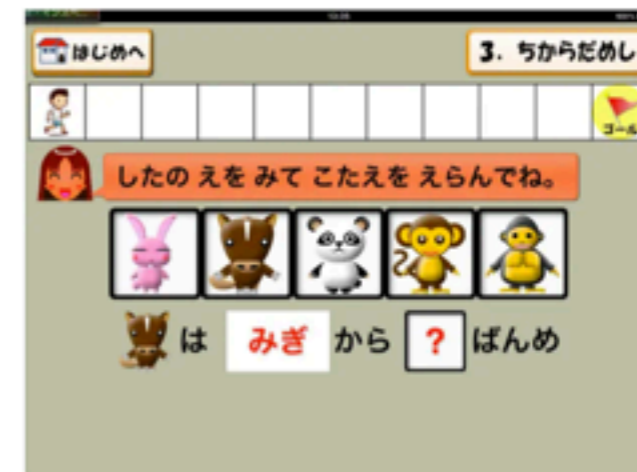 はじめへ
3. ちからだめし
ゴール
したの えを みて こたえを えらんでね。
は みぎ から ? ばんめ